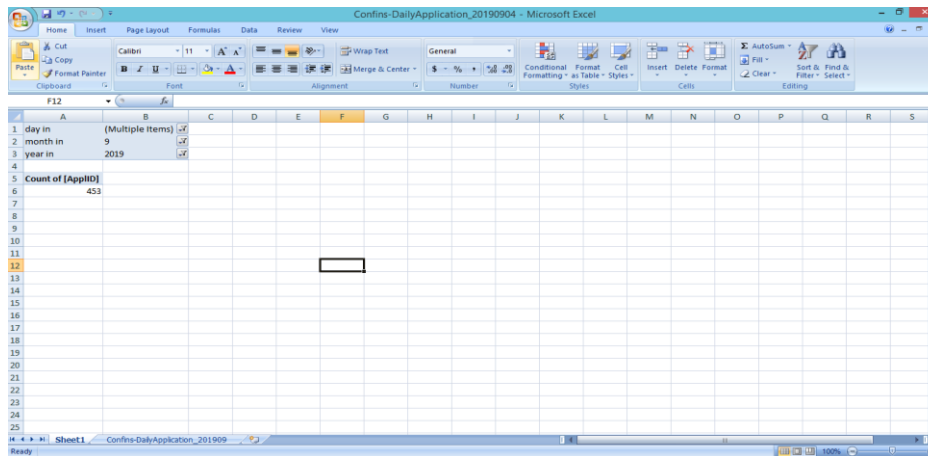 Confins-DailyApplication_20190904 - Microsoft Excel
Home Insert Page Layout Formulas Data Review View
Cut
Copy
Format Painter
Paste
Calibri 11
B I U
Wrap Text
Merge & Center
General
$ % ,
Conditional Formatting
Format as Table
Cell Styles
Insert Delete Format
AutoSum
Fill
Clear
Sort & Filter
Find & Select
Clipboard Font Alignment Number Styles Cells Editing
F12 fx
A B C D E F G H I J K L M N O P Q R S
1 day in (Multiple Items)
2 month in 9
3 year in 2019
4
5 Count of [ApplID]
6 453
7
8
9
10
11
12
13
14
15
16
17
18
19
20
21
22
23
24
25
Sheet1 Confins-DailyApplication_201909
Ready 100%